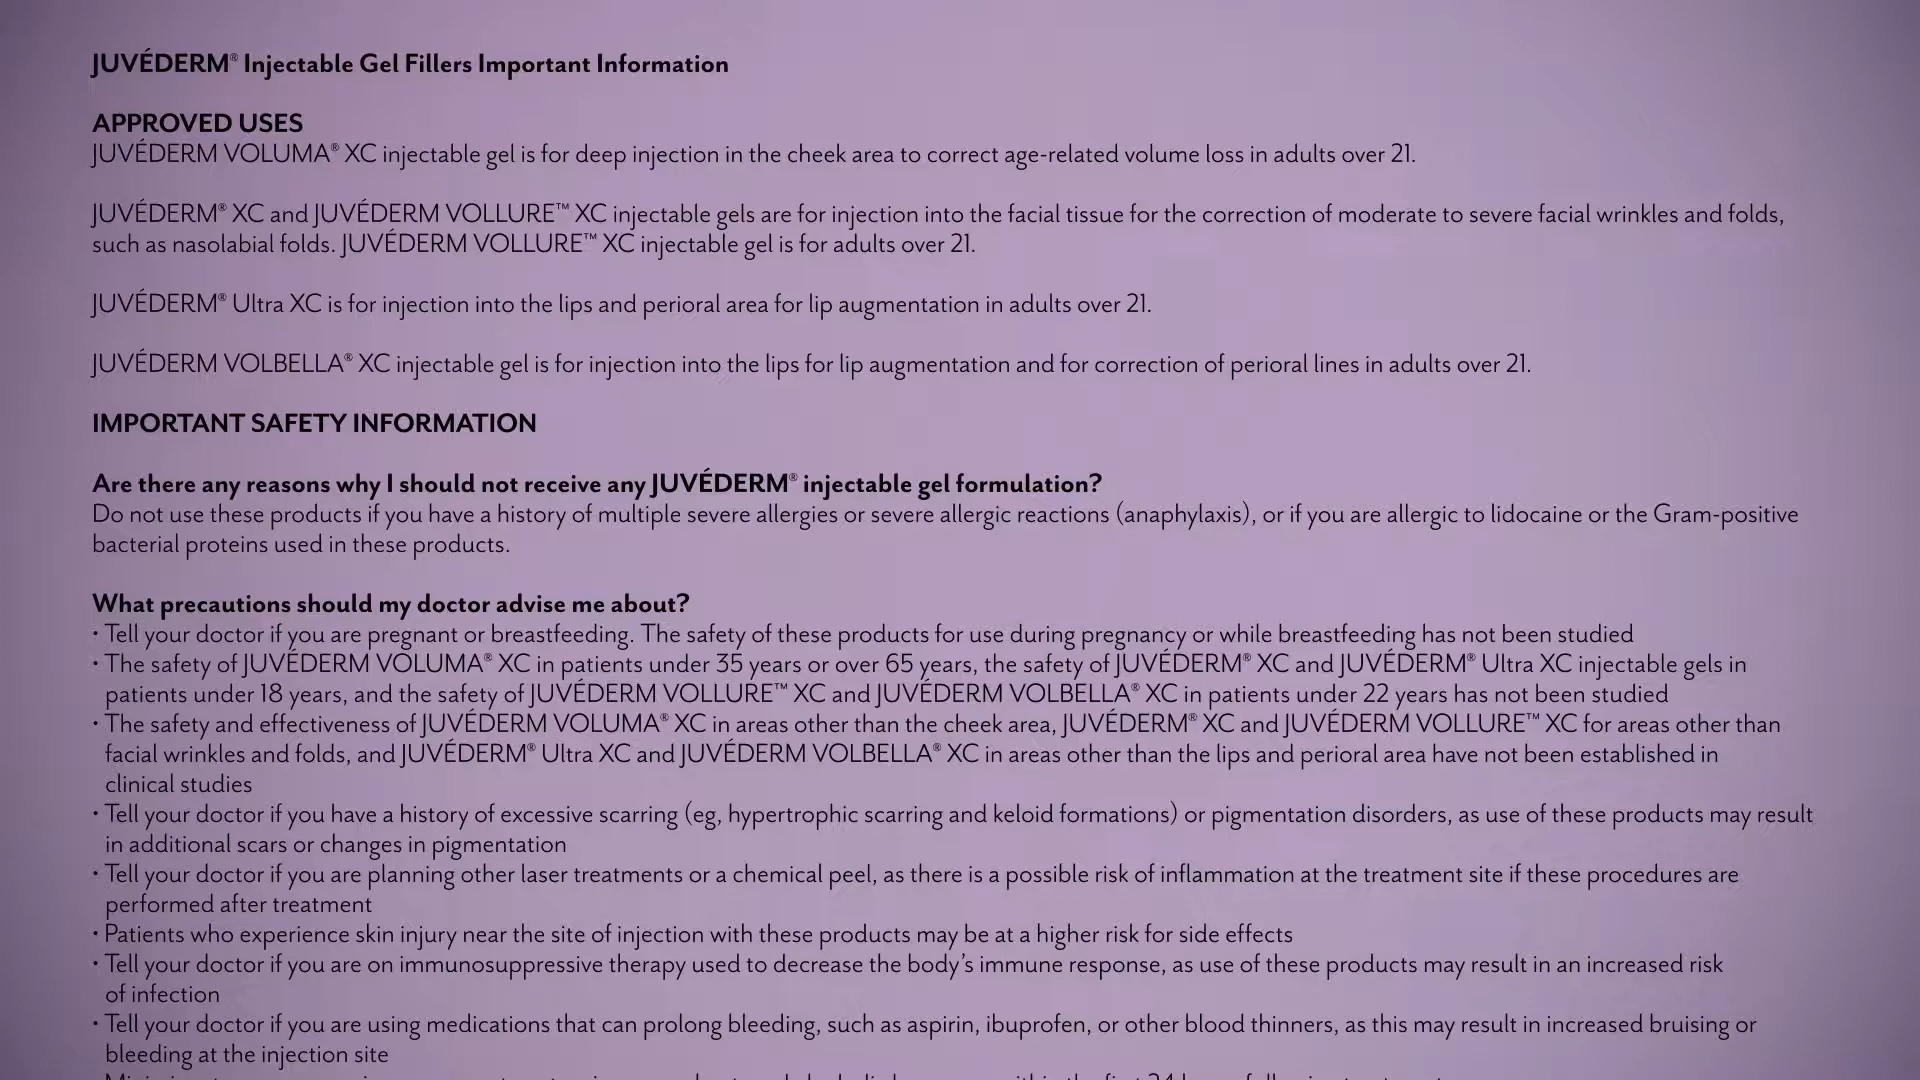 JUVÉDERM® Injectable Gel Fillers Important Information
APPROVED USES
JUVÉDERM VOLUMA® XC injectable gel is for deep injection in the cheek area to correct age-related volume loss in adults over 21.
JUVÉDERM® XC and JUVÉDERM VOLLURE™ XC injectable gels are for injection into the facial tissue for the correction of moderate to severe facial wrinkles and folds,
such as nasolabial folds. JUVÉDERM VOLLURE™ XC injectable gel is for adults over 21.
JUVÉDERM® Ultra XC is for injection into the lips and perioral area for lip augmentation in adults over 21.
JUVÉDERM VOLBELLA® XC injectable gel is for injection into the lips for lip augmentation and for correction of perioral lines in adults over 21.
IMPORTANT SAFETY INFORMATION
Are there any reasons why I should not receive any JUVÉDERM® injectable gel formulation?
Do not use these products if you have a history of multiple severe allergies or severe allergic reactions (anaphylaxis), or if you are allergic to lidocaine or the Gram-positive
bacterial proteins used in these products.
What precautions should my doctor advise me about?
• Tell your doctor if you are pregnant or breastfeeding. The safety of these products for use during pregnancy or while breastfeeding has not been studied
• The safety of JUVÉDERM VOLUMA® XC in patients under 35 years or over 65 years, the safety of JUVÉDERM® XC and JUVÉDERM® Ultra XC injectable gels in
patients under 18 years, and the safety of JUVÉDERM VOLLURE™ XC and JUVÉDERM VOLBELLA® XC in patients under 22 years has not been studied
• The safety and effectiveness of JUVÉDERM VOLUMA® XC in areas other than the cheek area, JUVÉDERM® XC and JUVÉDERM VOLLURE™ XC for areas other than
facial wrinkles and folds, and JUVÉDERM® Ultra XC and JUVÉDERM VOLBELLA® XC in areas other than the lips and perioral area have not been established in
clinical studies
• Tell your doctor if you have a history of excessive scarring (eg, hypertrophic scarring and keloid formations) or pigmentation disorders, as use of these products may result
in additional scars or changes in pigmentation
• Tell your doctor if you are planning other laser treatments or a chemical peel, as there is a possible risk of inflammation at the treatment site if these procedures are
performed after treatment
• Patients who experience skin injury near the site of injection with these products may be at a higher risk for side effects
• Tell your doctor if you are on immunosuppressive therapy used to decrease the body's immune response, as use of these products may result in an increased risk
of infection
• Tell your doctor if you are using medications that can prolong bleeding, such as aspirin, ibuprofen, or other blood thinners, as this may result in increased bruising or
bleeding at the injection site